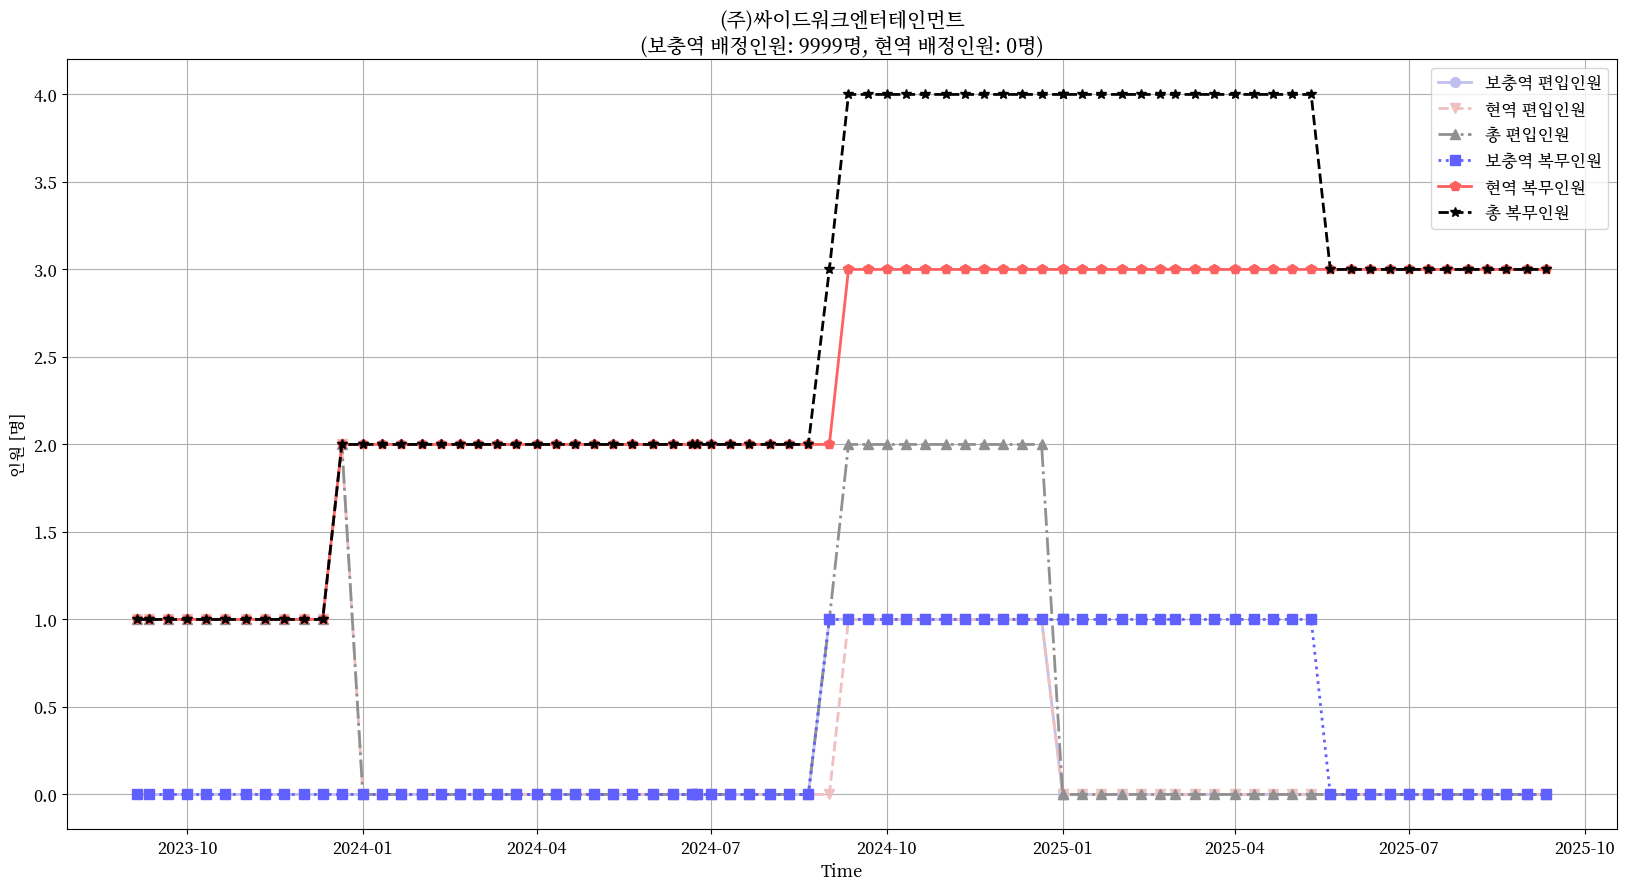 (주)싸이드워크엔터테인먼트
(보충역 배정인원: 9999명, 현역 배정인원: 0명)
보충역 편입인원
현역 편입인원
총 편입인원
보충역 복무인원
현역 복무인원
총 복무인원
인원 [명]
4.0
3.5
3.0
2.5
2.0
1.5
1.0
0.5
0.0
2023-10
2024-01
2024-04
2024-07
2024-10
2025-01
2025-04
2025-07
2025-10
Time